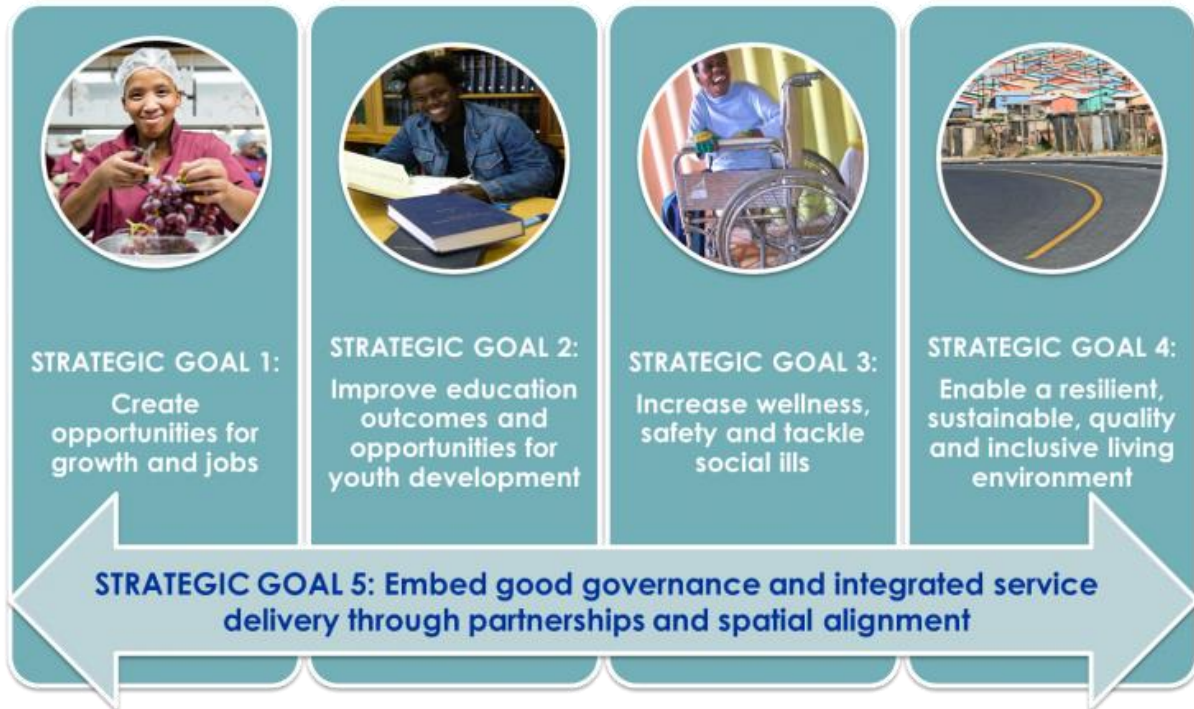 STRATEGIC GOAL 1:
Create
opportunities for
growth and jobs
STRATEGIC GOAL 2:
Improve education
outcomes and
opportunities for
youth development
STRATEGIC GOAL 3:
Increase wellness,
safety and tackle
social ills
STRATEGIC GOAL 4:
Enable a resilient,
sustainable, quality
and inclusive living
environment
STRATEGIC GOAL 5: Embed good governance and integrated service
delivery through partnerships and spatial alignment